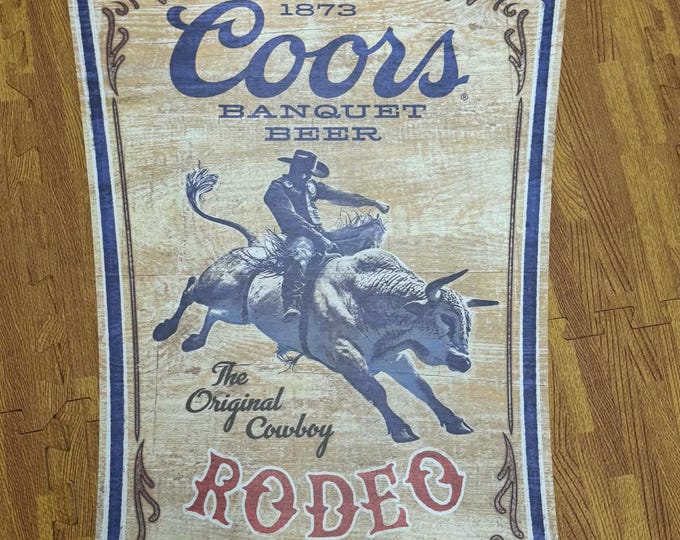 1873
Coors®
BANQUET
BEER
The
Original
Cowboy
RODEO